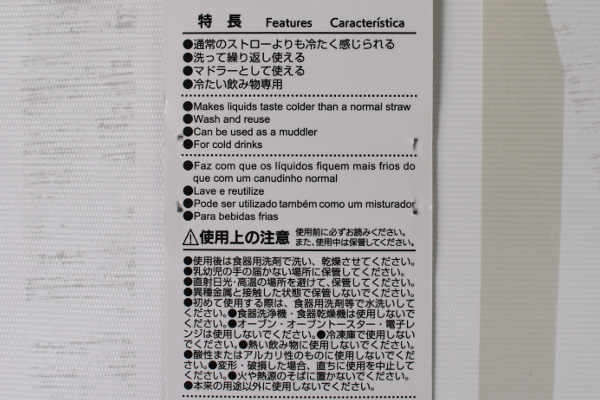 特 長 Features Característica
●通常のストローよりも冷たく感じられる
●洗って繰り返し使える
●マドラーとして使える
●冷たい飲み物専用
●Makes liquids taste colder than a normal straw
●Wash and reuse
●Can be used as a muddler
●For cold drinks
●Faz com que os líquidos fiquem mais frios do
que com um canudinho normal
●Lave e reutilize
●Pode ser utilizado também como um misturador
●Para bebidas frias
⚠使用上の注意 使用前に必ずお読みください。
また、使用中は保管してください。
●使用後は食器用洗剤で洗い、乾燥させてください。
●乳幼児の手の届かない場所に保管してください。
●直射日光・高温の場所を避けて、保管してください。
●異種金属と接触した状態で保管しないでください。
●初めて使用する際は、食器用洗剤等で水洗いして
ください。●食器洗浄機・食器乾燥機は使用しないで
ください。●オーブン・オーブントースター・電子レ
ンジは使用しないでください。●冷凍庫で使用しない
でください。●熱い飲み物に使用しないでください。
●酸性またはアルカリ性のものに使用しないでくだ
さい。●変形・破損した場合、直ちに使用を中止して
ください。●火や熱源のそばに置かないでください。
●本来の用途以外に使用しないでください。